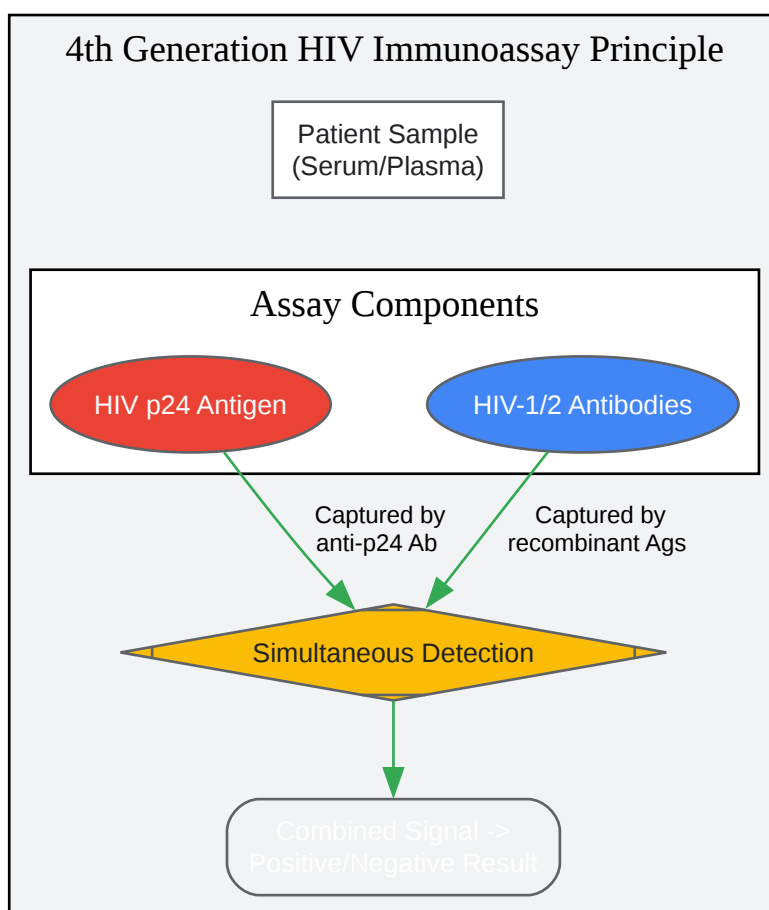 4th Generation HIV Immunoassay Principle
Patient Sample
(Serum/Plasma)
Assay Components
HIV p24 Antigen
HIV-1/2 Antibodies
Captured by
anti-p24 Ab
Captured by
recombinant Ags
Simultaneous Detection
Combined Signal ->
Positive/Negative Result